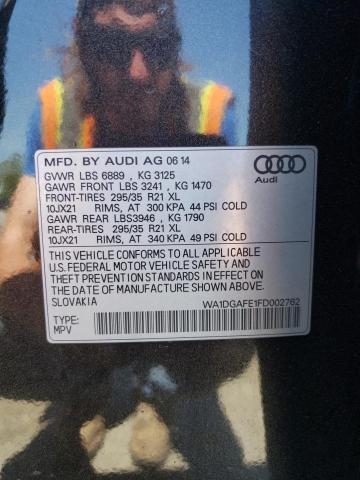 MFD. BY AUDI AG 06 14
GVWR LBS 6889 , KG 3125
GAWR FRONT LBS 3241 , KG 1470
FRONT-TIRES 295/35 R21 XL
10JX21 RIMS, AT 300 KPA 44 PSI COLD
GAWR REAR LBS3946 , KG 1790
REAR-TIRES 295/35 R21 XL
10JX21 RIMS, AT 340 KPA 49 PSI COLD
Audi
THIS VEHICLE CONFORMS TO ALL APPLICABLE
U.S.FEDERAL MOTOR VEHICLE SAFETY AND
THEFT PREVENTION STANDARDS IN EFFECT ON
THE DATE OF MANUFACTURE SHOWN ABOVE.
SLOVAKIA
WA1DGAFE1FD002762
TYPE:
MPV